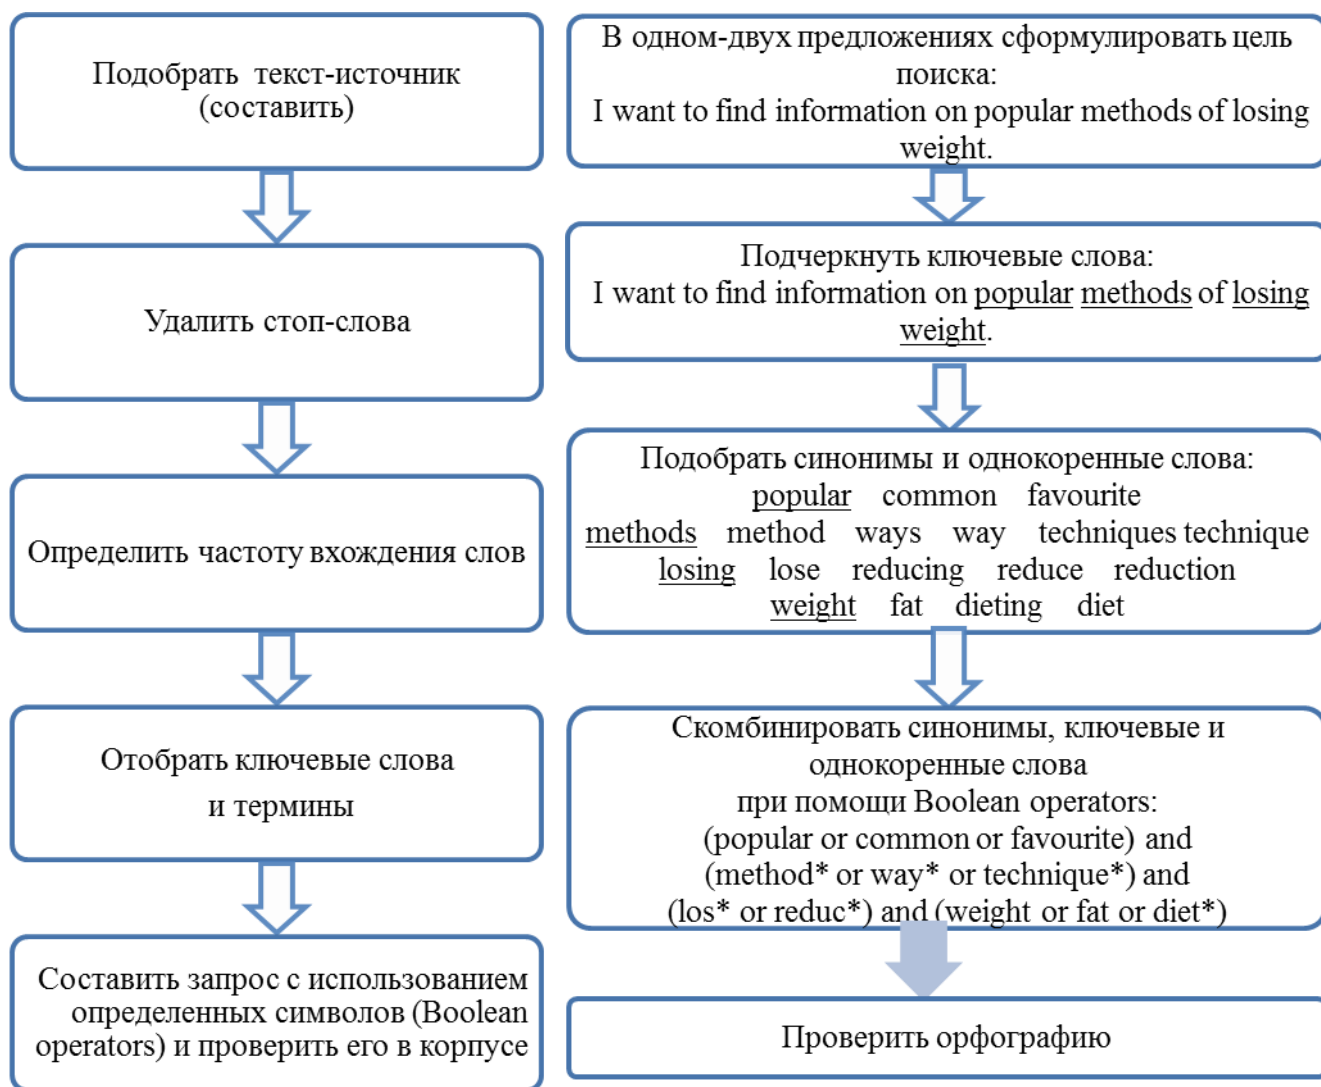 Подобрать текст-источник
(составить)
Удалить стоп-слова
Определить частоту вхождения слов
Отобрать ключевые слова
и термины
Составить запрос с использованием
определенных символов (Boolean
operators) и проверить его в корпусе
В одном-двух предложениях сформулировать цель
поиска:
I want to find information on popular methods of losing
weight.
Подчеркнуть ключевые слова:
I want to find information on popular methods of losing
weight.
Подобрать синонимы и однокоренные слова:
popular common favourite
methods method ways way techniques technique
losing lose reducing reduce reduction
weight fat dieting diet
Скомбинировать синонимы, ключевые и
однокоренные слова
при помощи Boolean operators:
(popular or common or favourite) and
(method* or way* or technique*) and
(los* or reduc*) and (weight or fat or diet*)
Проверить орфографию